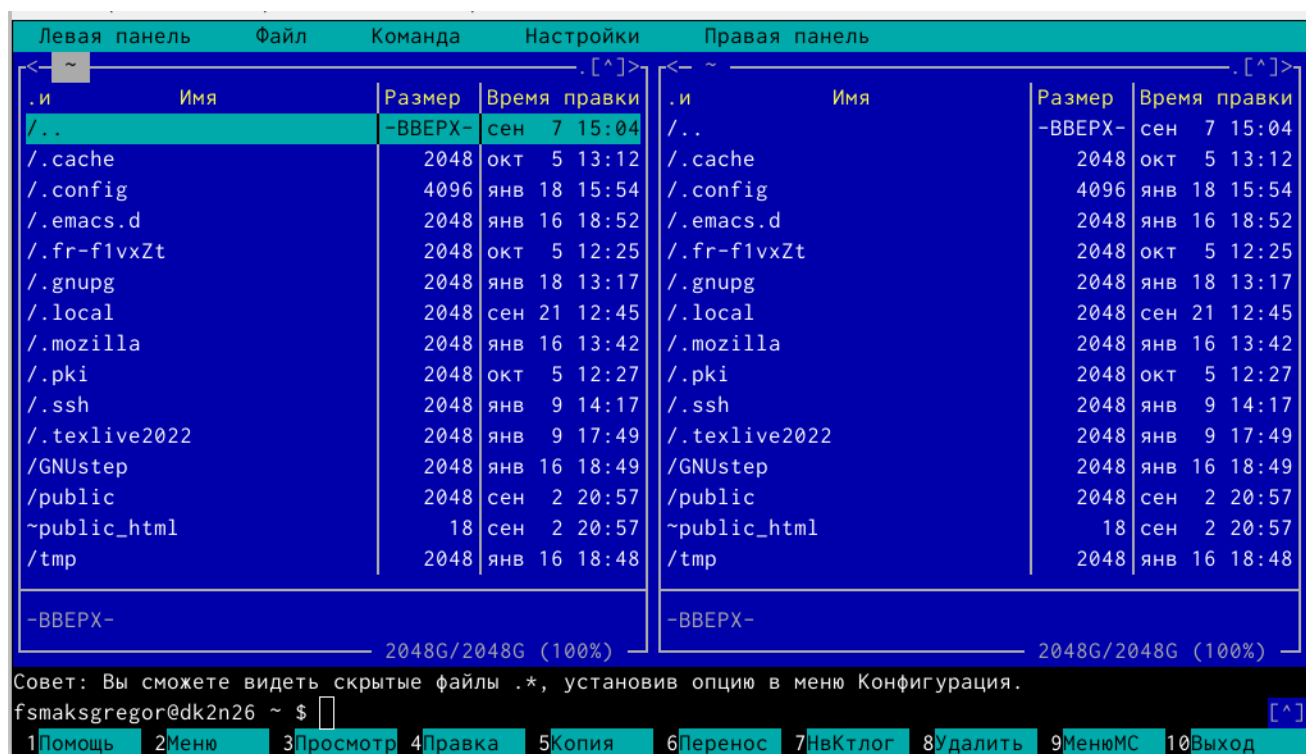 Левая панель Файл Команда Настройки Правая панель
<─ ~ ─.[^]>┐ ┌<─ ~ ─.[^]>
.и Имя Размер Время правки .и Имя Размер Время правки
/.. -ВВЕРХ- сен 7 15:04 /.. -ВВЕРХ- сен 7 15:04
/.cache 2048 окт 5 13:12 /.cache 2048 окт 5 13:12
/.config 4096 янв 18 15:54 /.config 4096 янв 18 15:54
/.emacs.d 2048 янв 16 18:52 /.emacs.d 2048 янв 16 18:52
/.fr-f1vxZt 2048 окт 5 12:25 /.fr-f1vxZt 2048 окт 5 12:25
/.gnupg 2048 янв 18 13:17 /.gnupg 2048 янв 18 13:17
/.local 2048 сен 21 12:45 /.local 2048 сен 21 12:45
/.mozilla 2048 янв 16 13:42 /.mozilla 2048 янв 16 13:42
/.pki 2048 окт 5 12:27 /.pki 2048 окт 5 12:27
/.ssh 2048 янв 9 14:17 /.ssh 2048 янв 9 14:17
/.texlive2022 2048 янв 9 17:49 /.texlive2022 2048 янв 9 17:49
/GNUstep 2048 янв 16 18:49 /GNUstep 2048 янв 16 18:49
/public 2048 сен 2 20:57 /public 2048 сен 2 20:57
~public_html 18 сен 2 20:57 ~public_html 18 сен 2 20:57
/tmp 2048 янв 16 18:48 /tmp 2048 янв 16 18:48
-ВВЕРХ- -ВВЕРХ-
2048G/2048G (100%) 2048G/2048G (100%)
Совет: Вы сможете видеть скрытые файлы .*, установив опцию в меню Конфигурация.
fsmaksgregor@dk2n26 ~ $ [^]
1Помощь 2Меню 3Просмотр 4Правка 5Копия 6Перенос 7НвКтлог 8Удалить 9МенюMC 10Выход